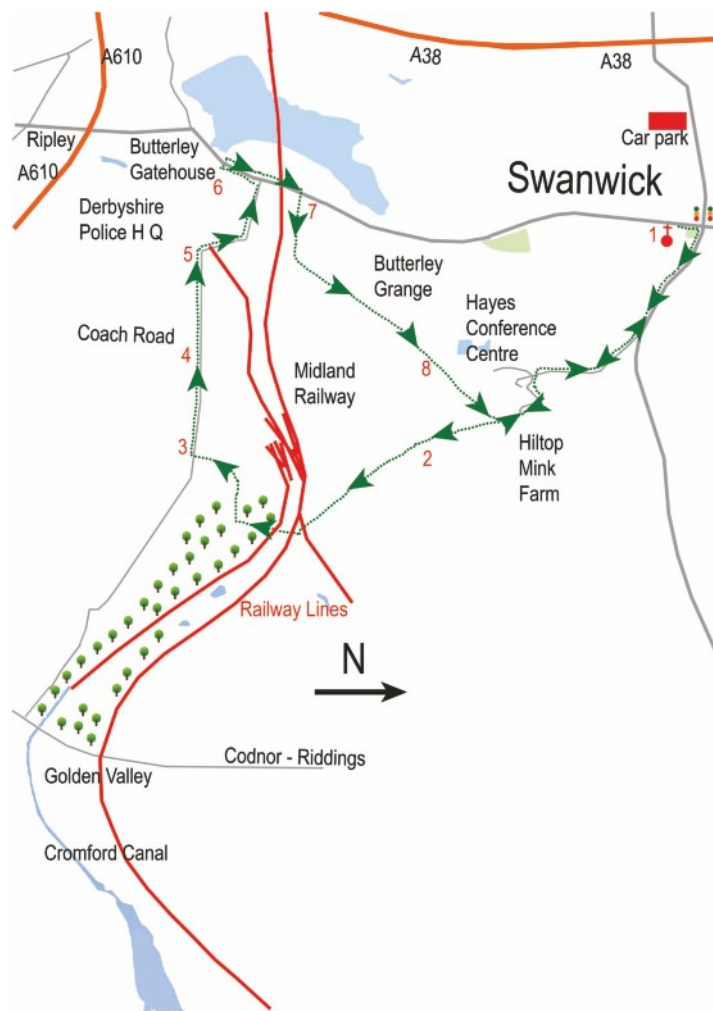 A610
A38
A38
Car park
Ripley
Butterley
Gatehouse
A610
6
Swanwick
Derbyshire
Police H Q
7
1
5
Butterley
Grange
Hayes
Conference
Centre
Coach Road
4
8
Midland
Railway
3
2
Hiltop
Mink
Farm
Railway Lines
N
Codnor - Riddings
Golden Valley
Cromford Canal